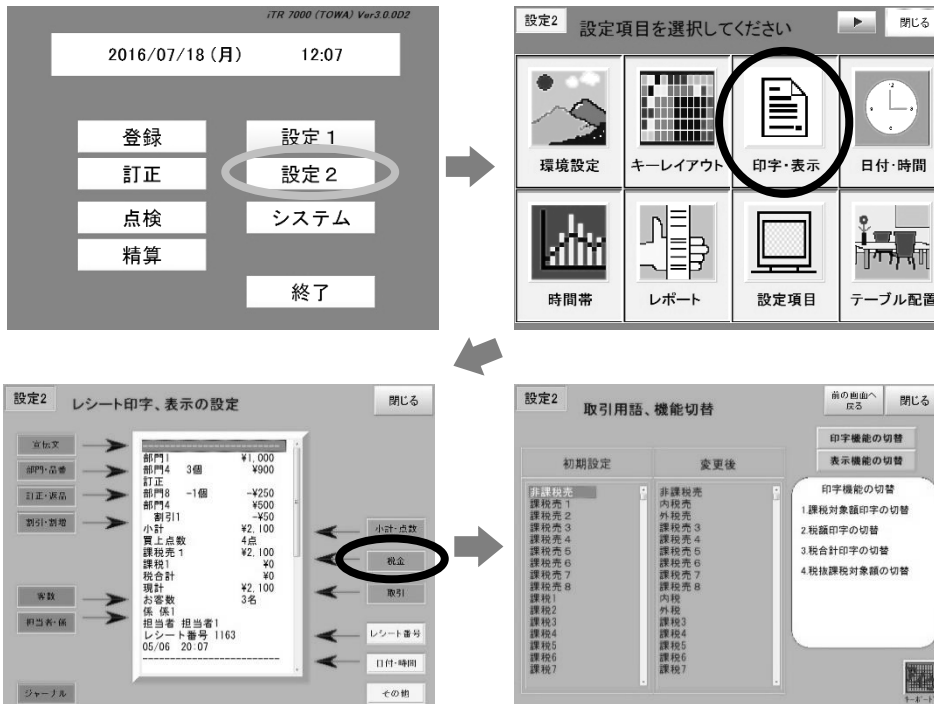 iTR 7000 (TOWA) Ver3.0.0D2
2016/07/18 (月) 12:07
登録 設定1
訂正 設定2
点検 システム
精算
終了
設定2 設定項目を選択してください 閉じる
環境設定 キーレイアウト 印字・表示 日付・時間
時間帯 レポート 設定項目 テーブル配置
設定2 レシート印字、表示の設定 閉じる
宣伝文
部門・品番
訂正・返品
割引・割増
客数
担当者・係
ジャーナル
部門1 ¥1,000
部門4 3個 ¥900
訂正
部門8 -1個 -¥250
部門4 ¥500
割引1 -¥50
小計 ¥2,100
買上点数 4点
課税売1 ¥2,100
課税1 ¥0
税合計 ¥0
現計 ¥2,100
お客数 3名
係 係1
担当者 担当者1
レシート番号 1163
05/06 20:07
小計・点数
税金
取引
レシート番号
日付・時間
その他
設定2 取引用語、機能切替 前の画面へ戻る 閉じる
初期設定
非課税売
課税売1
課税売2
課税売3
課税売4
課税売5
課税売6
課税売7
課税売8
課税1
課税2
課税3
課税4
課税5
課税6
課税7
変更後
非課税売
内税売
外税売
課税売3
課税売4
課税売5
課税売6
課税売7
課税売8
内税
外税
課税3
課税4
課税5
課税6
課税7
印字機能の切替
表示機能の切替
印字機能の切替
1.課税対象額印字の切替
2.税額印字の切替
3.税合計印字の切替
4.税抜課税対象額の切替